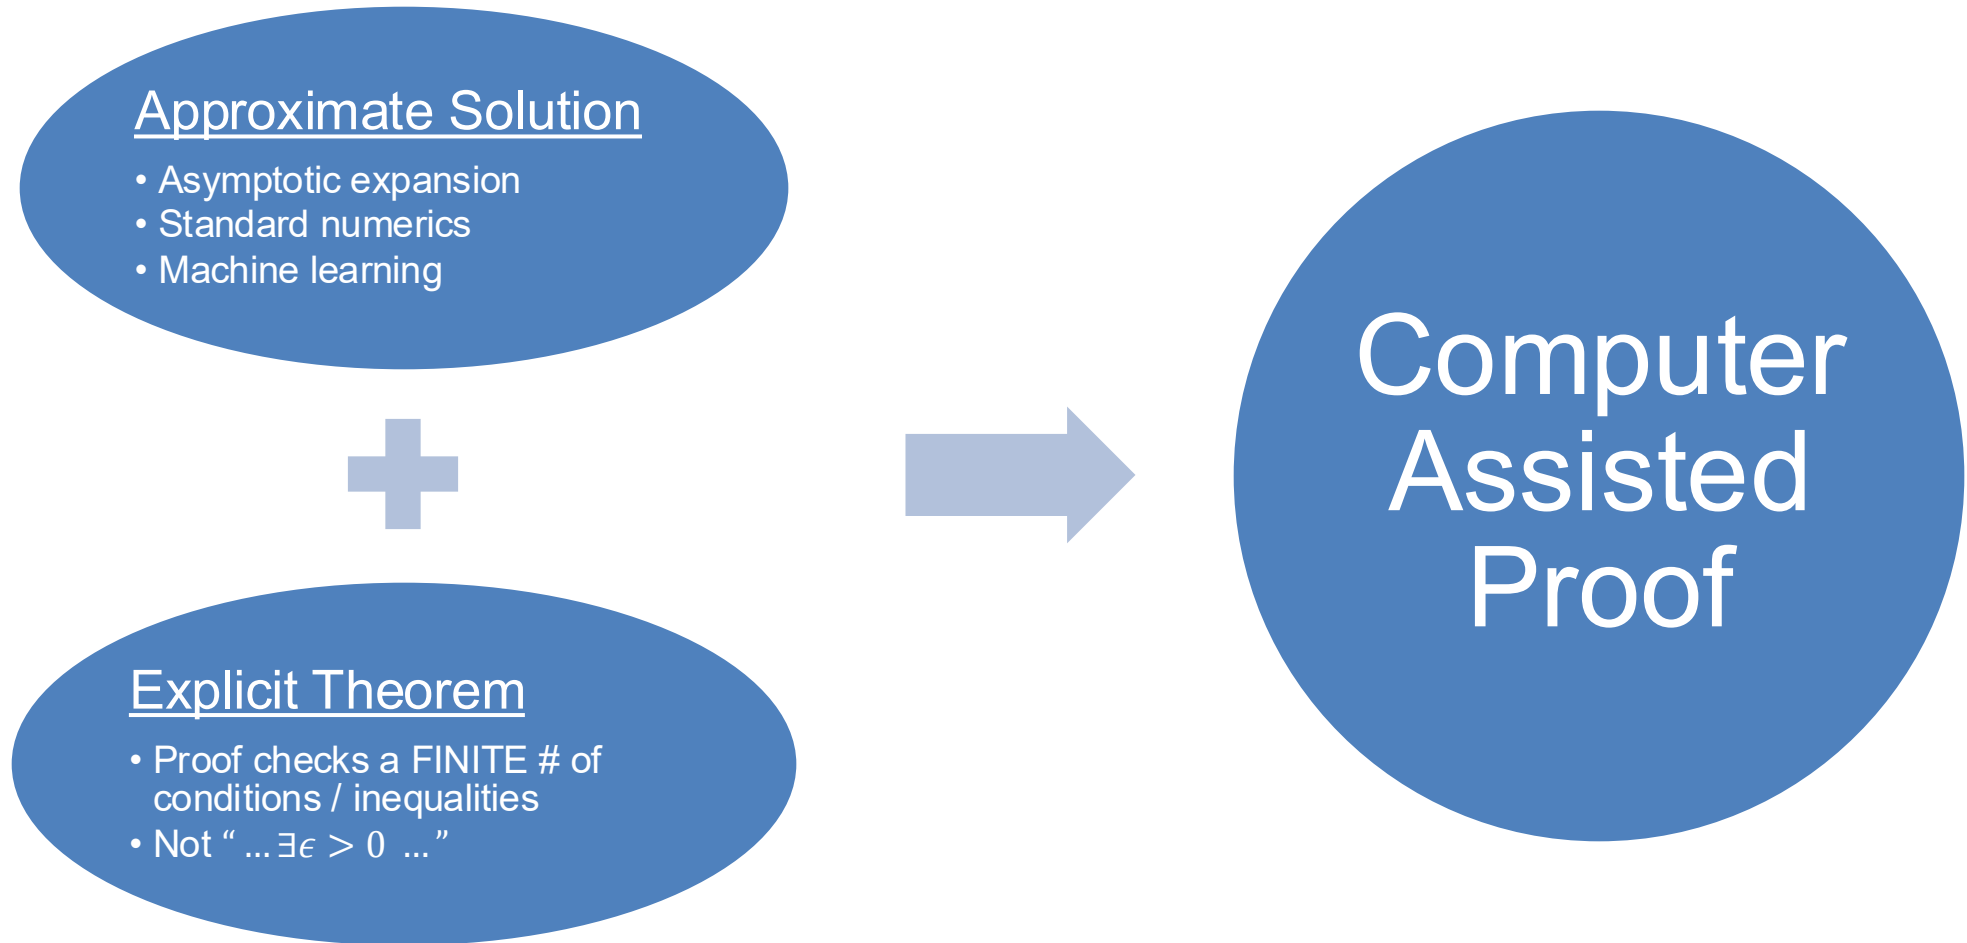 Approximate Solution
• Asymptotic expansion
• Standard numerics
• Machine learning
Explicit Theorem
• Proof checks a FINITE # of
conditions / inequalities
• Not “ … ∃ϵ > 0 … ”
Computer
Assisted
Proof